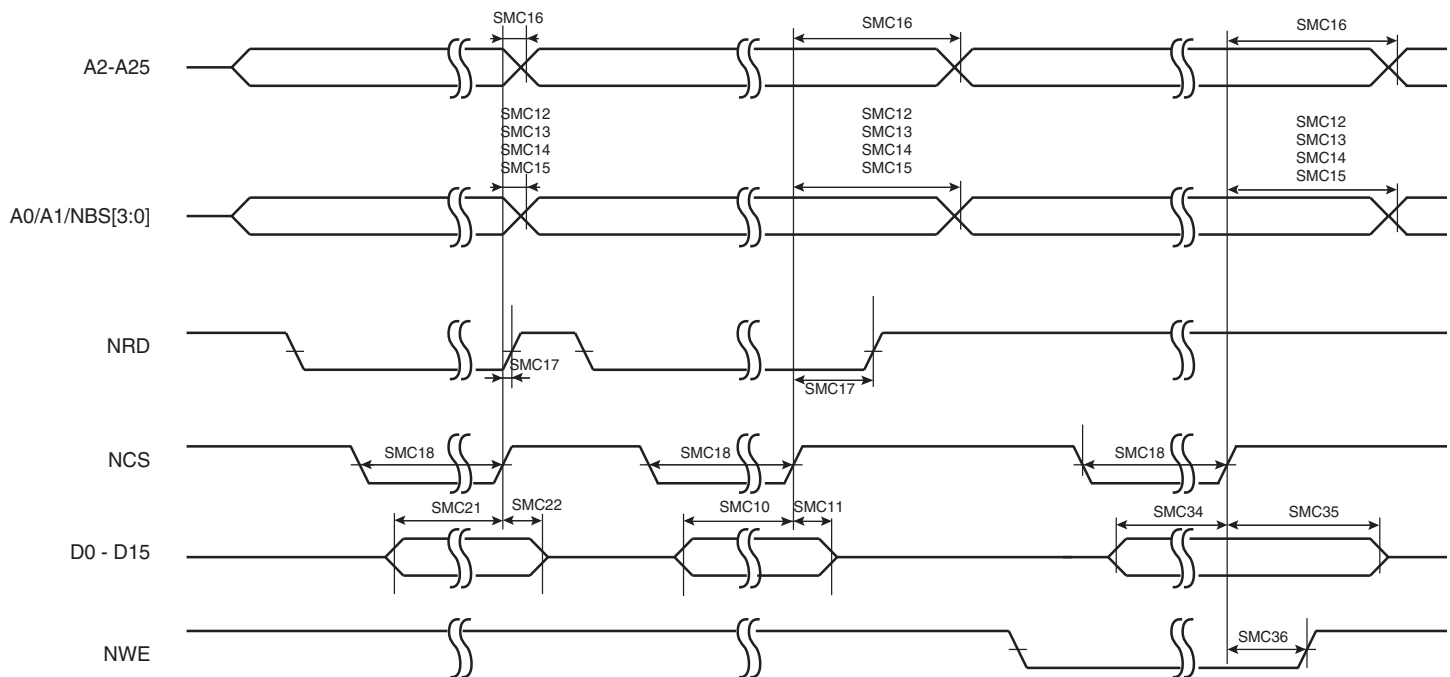 SMC16
SMC16
SMC16
A2-A25
SMC12
SMC13
SMC14
SMC15
SMC12
SMC13
SMC14
SMC15
SMC12
SMC13
SMC14
SMC15
A0/A1/NBS[3:0]
NRD
SMC17
SMC17
NCS
SMC18
SMC18
SMC18
SMC21
SMC22
SMC10
SMC11
SMC34
SMC35
D0 - D15
NWE
SMC36